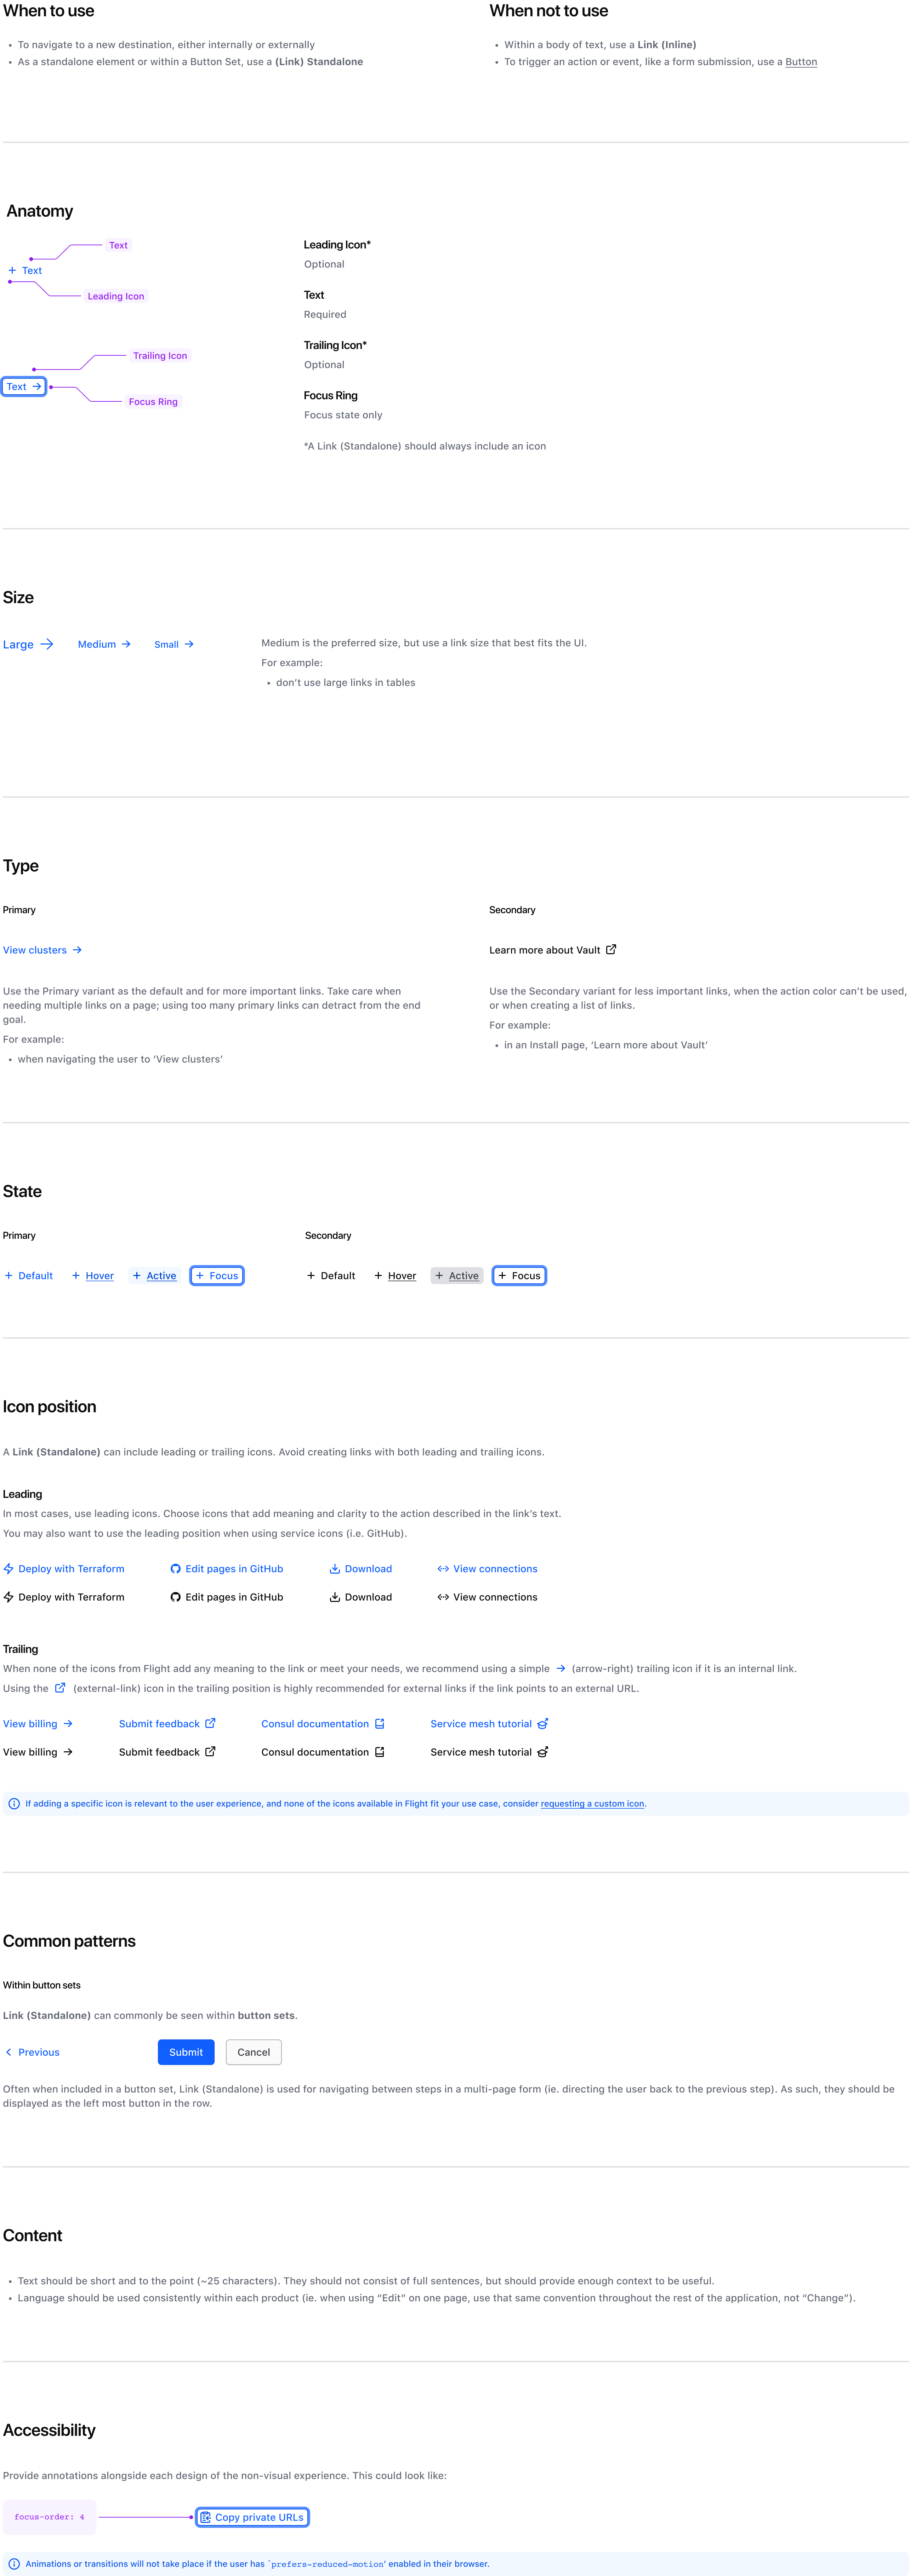 When to use
To navigate to a new destination, either internally or externally
As a standalone element or within a Button Set, use a (Link) Standalone
When not to use
Within a body of text, use a Link (Inline)
To trigger an action or event, like a form submission, use a Button
Anatomy
Text
Text
Leading Icon
Trailing Icon
Text
Focus Ring
Leading Icon*
Optional
Text
Required
Trailing Icon*
Optional
Focus Ring
Focus state only
*A Link (Standalone) should always include an icon
Size
Large
Medium
Small
Medium is the preferred size, but use a link size that best fits the UI.
For example:
don’t use large links in tables
Type
Primary
View clusters
Use the Primary variant as the default and for more important links. Take care when
needing multiple links on a page; using too many primary links can detract from the end
goal.
For example:
when navigating the user to ‘View clusters’
Secondary
Learn more about Vault
Use the Secondary variant for less important links, when the action color can’t be used,
or when creating a list of links.
For example:
in an Install page, ‘Learn more about Vault’
State
Primary
Default
Hover
Active
Focus
Secondary
Default
Hover
Active
Focus
Icon position
A Link (Standalone) can include leading or trailing icons. Avoid creating links with both leading and trailing icons.
Leading
In most cases, use leading icons. Choose icons that add meaning and clarity to the action described in the link’s text.
You may also want to use the leading position when using service icons (i.e. GitHub).
Deploy with Terraform
Edit pages in GitHub
Download
View connections
Deploy with Terraform
Edit pages in GitHub
Download
View connections
Trailing
When none of the icons from Flight add any meaning to the link or meet your needs, we recommend using a simple → (arrow-right) trailing icon if it is an internal link.
Using the (external-link) icon in the trailing position is highly recommended for external links if the link points to an external URL.
View billing
Submit feedback
Consul documentation
Service mesh tutorial
View billing
Submit feedback
Consul documentation
Service mesh tutorial
If adding a specific icon is relevant to the user experience, and none of the icons available in Flight fit your use case, consider requesting a custom icon.
Common patterns
Within button sets
Link (Standalone) can commonly be seen within button sets.
Previous
Submit
Cancel
Often when included in a button set, Link (Standalone) is used for navigating between steps in a multi-page form (ie. directing the user back to the previous step). As such, they should be
displayed as the left most button in the row.
Content
Text should be short and to the point (~25 characters). They should not consist of full sentences, but should provide enough context to be useful.
Language should be used consistently within each product (ie. when using “Edit” on one page, use that same convention throughout the rest of the application, not “Change”).
Accessibility
Provide annotations alongside each design of the non-visual experience. This could look like:
focus-order: 4
Copy private URLs
Animations or transitions will not take place if the user has `prefers-reduced-motion’ enabled in their browser.